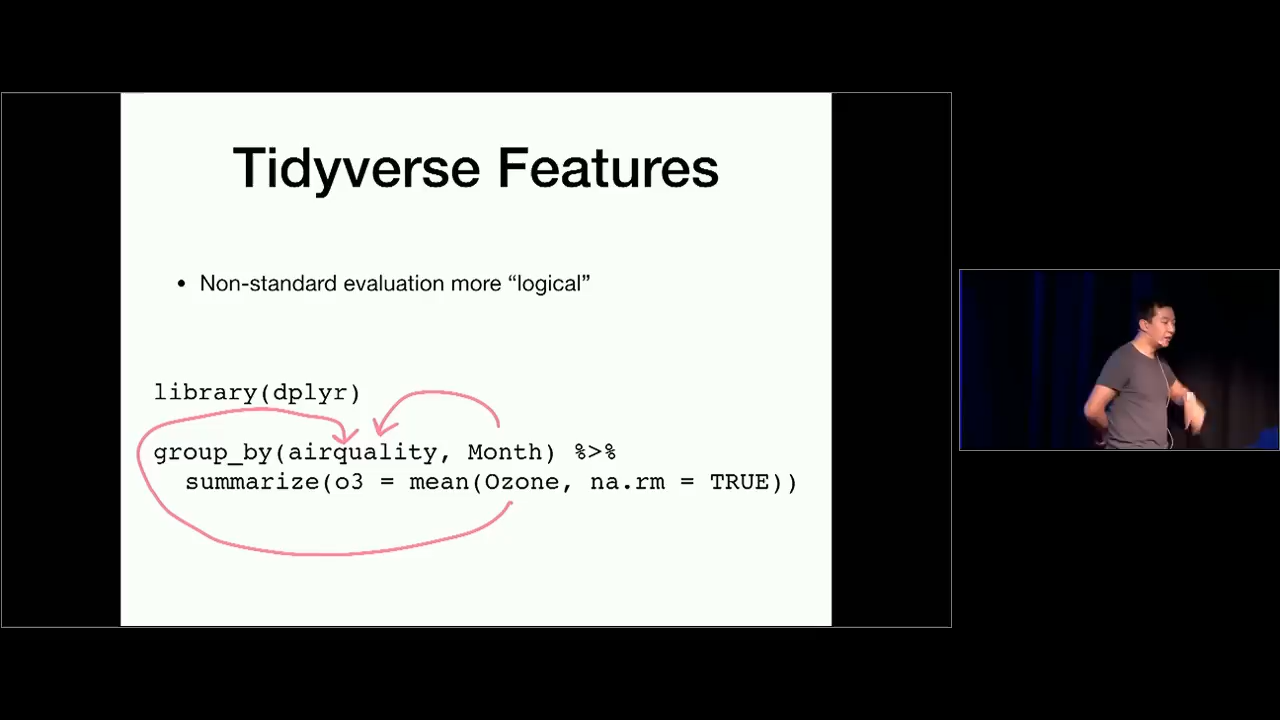 Tidyverse Features
• Non-standard evaluation more “logical”
library(dplyr)
group_by(airquality, Month) %>%
summarize(o3 = mean(Ozone, na.rm = TRUE))